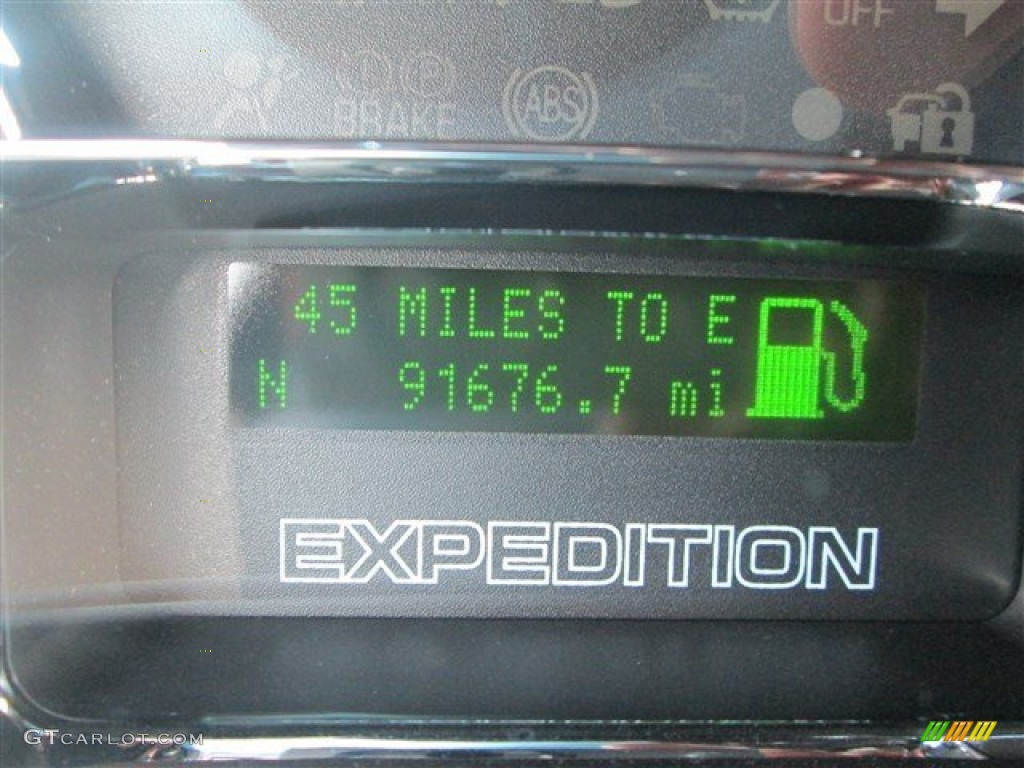 OFF
BRAKE
ABS
45 MILES TO E
N 91676.7 mi
EXPEDITION
GTCARLOT.COM